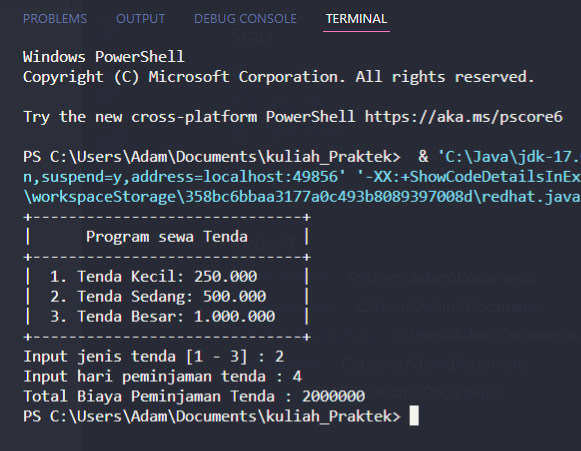 PROBLEMS OUTPUT DEBUG CONSOLE TERMINAL
Windows PowerShell
Copyright (C) Microsoft Corporation. All rights reserved.
Try the new cross-platform PowerShell https://aka.ms/pscore6
PS C:\Users\Adam\Documents\kuliah_Praktek>  & 'C:\Java\jdk-17.
n,suspend=y,address=localhost:49856' '-XX:+ShowCodeDetailsInEx
\workspaceStorage\358bc6bbaa3177a0c493b8089397008d\redhat.java
+------------------------------+
|      Program sewa Tenda      |
+------------------------------+
|  1. Tenda Kecil: 250.000     |
|  2. Tenda Sedang: 500.000    |
|  3. Tenda Besar: 1.000.000   |
+------------------------------+
Input jenis tenda [1 - 3] : 2
Input hari peminjaman tenda : 4
Total Biaya Peminjaman Tenda : 2000000
PS C:\Users\Adam\Documents\kuliah_Praktek>